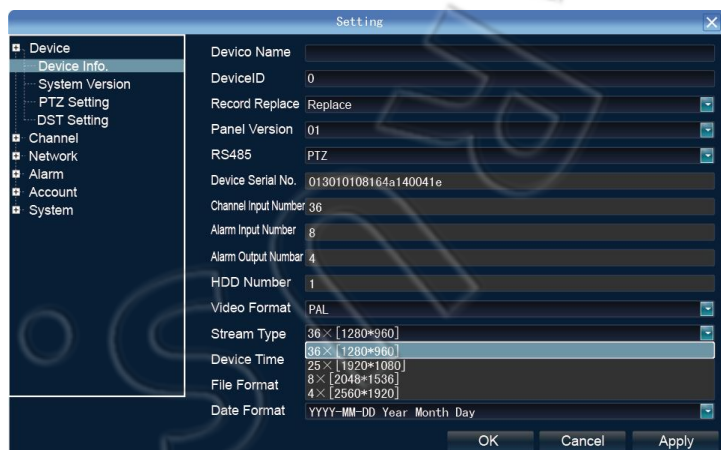 Setting
Device
Device Info.
System Version
PTZ Setting
DST Setting
Channel
Network
Alarm
Account
System
Devico Name
DeviceID 0
Record Replace Replace
Panel Version 01
RS485 PTZ
Device Serial No. 013010108164a140041e
Channel Input Number 36
Alarm Input Number 8
Alarm Output Numbar 4
HDD Number 1
Video Format PAL
Stream Type 36×[1280*960]
36×[1280*960]
Device Time 25×[1920*1080]
File Format 8×[2048*1536]
4×[2560*1920]
Date Format YYYY-MM-DD Year Month Day
OK Cancel Apply